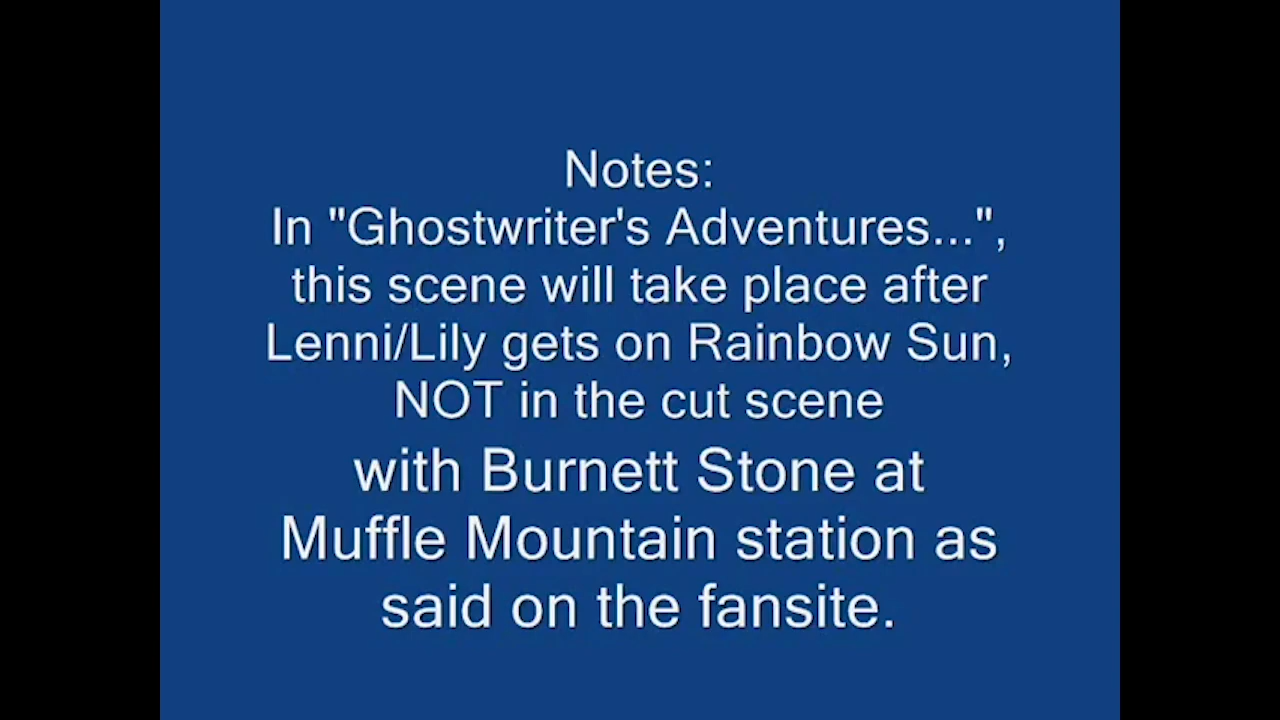 Notes:
In "Ghostwriter's Adventures...",
this scene will take place after
Lenni/Lily gets on Rainbow Sun,
NOT in the cut scene
with Burnett Stone at
Muffle Mountain station as
said on the fansite.